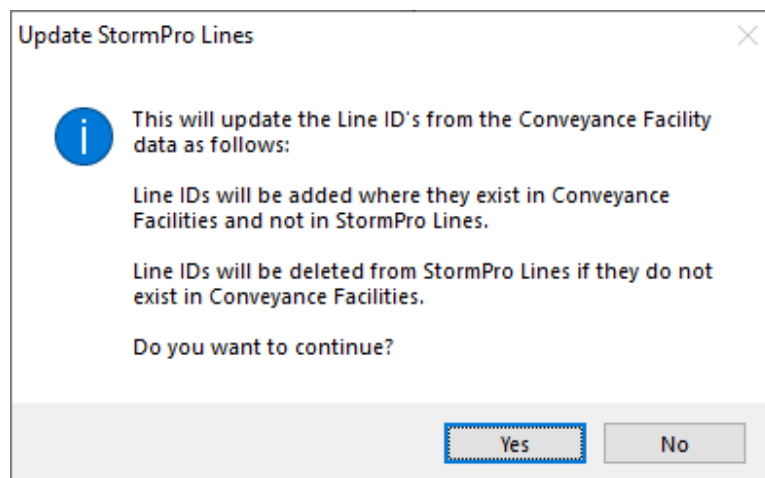 Update StormPro Lines
This will update the Line ID's from the Conveyance Facility
data as follows:
Line IDs will be added where they exist in Conveyance
Facilities and not in StormPro Lines.
Line IDs will be deleted from StormPro Lines if they do not
exist in Conveyance Facilities.
Do you want to continue?
Yes
No